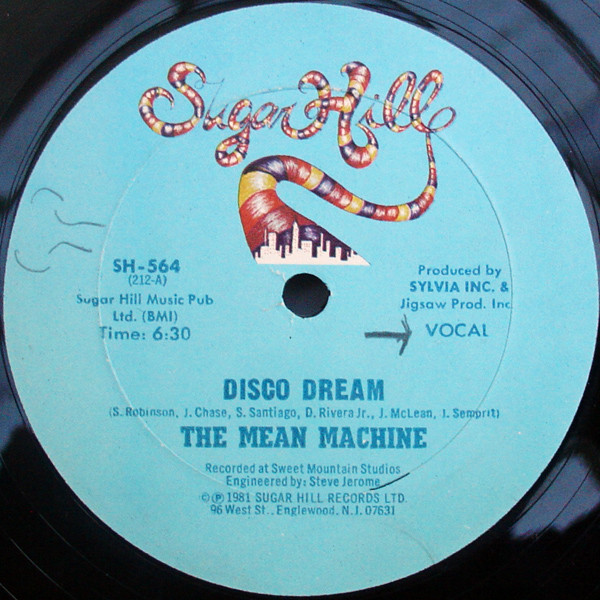 Sugar Hill
SH-564
(212-A)
Sugar Hill Music Pub
Ltd. (BMI)
Time: 6:30
Produced by
SYLVIA INC. &
Jigsaw Prod. Inc
VOCAL
DISCO DREAM
(S. Robinson, J. Chase, S. Santiago, D. Rivera Jr., J. McLean, J. Semprit)
THE MEAN MACHINE
Recorded at Sweet Mountain Studios
Engineered by: Steve Jerome
©℗ 1981 SUGAR HILL RECORDS LTD.
96 West St., Englewood, N.J. 07631